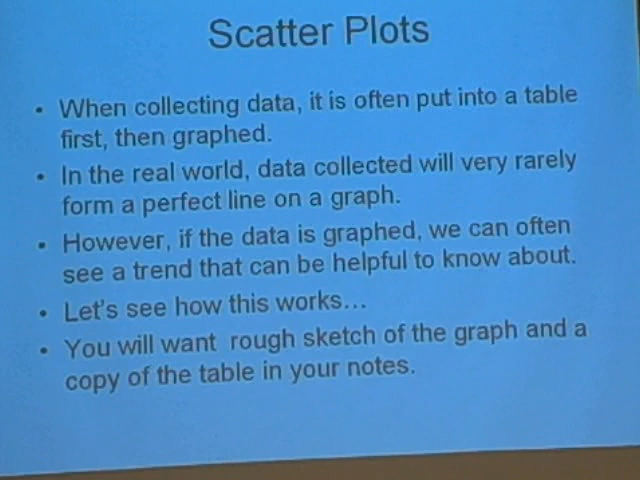 Scatter Plots
• When collecting data, it is often put into a table
first, then graphed.
• In the real world, data collected will very rarely
form a perfect line on a graph.
• However, if the data is graphed, we can often
see a trend that can be helpful to know about.
• Let's see how this works...
• You will want  rough sketch of the graph and a
copy of the table in your notes.